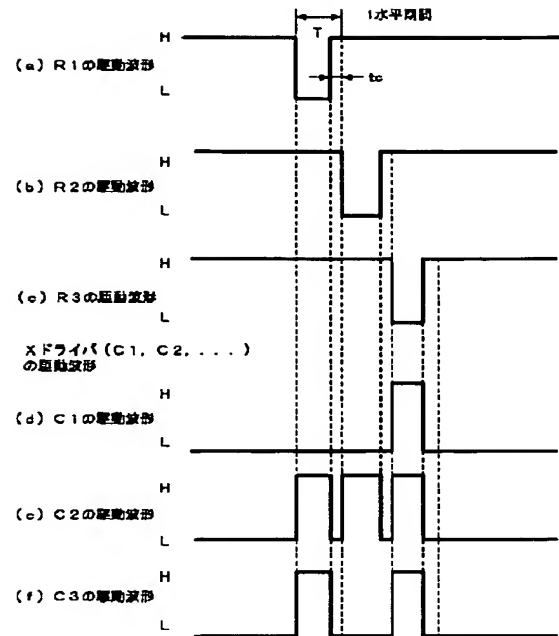 1水平期間
H
T
(a) R1の駆動波形
L
tc
H
(b) R2の駆動波形
L
H
(c) R3の駆動波形
L
Xドライバ(C1, C2, . . . . )
の駆動波形
H
(d) C1の駆動波形
L
H
(e) C2の駆動波形
L
H
(f) C3の駆動波形
L